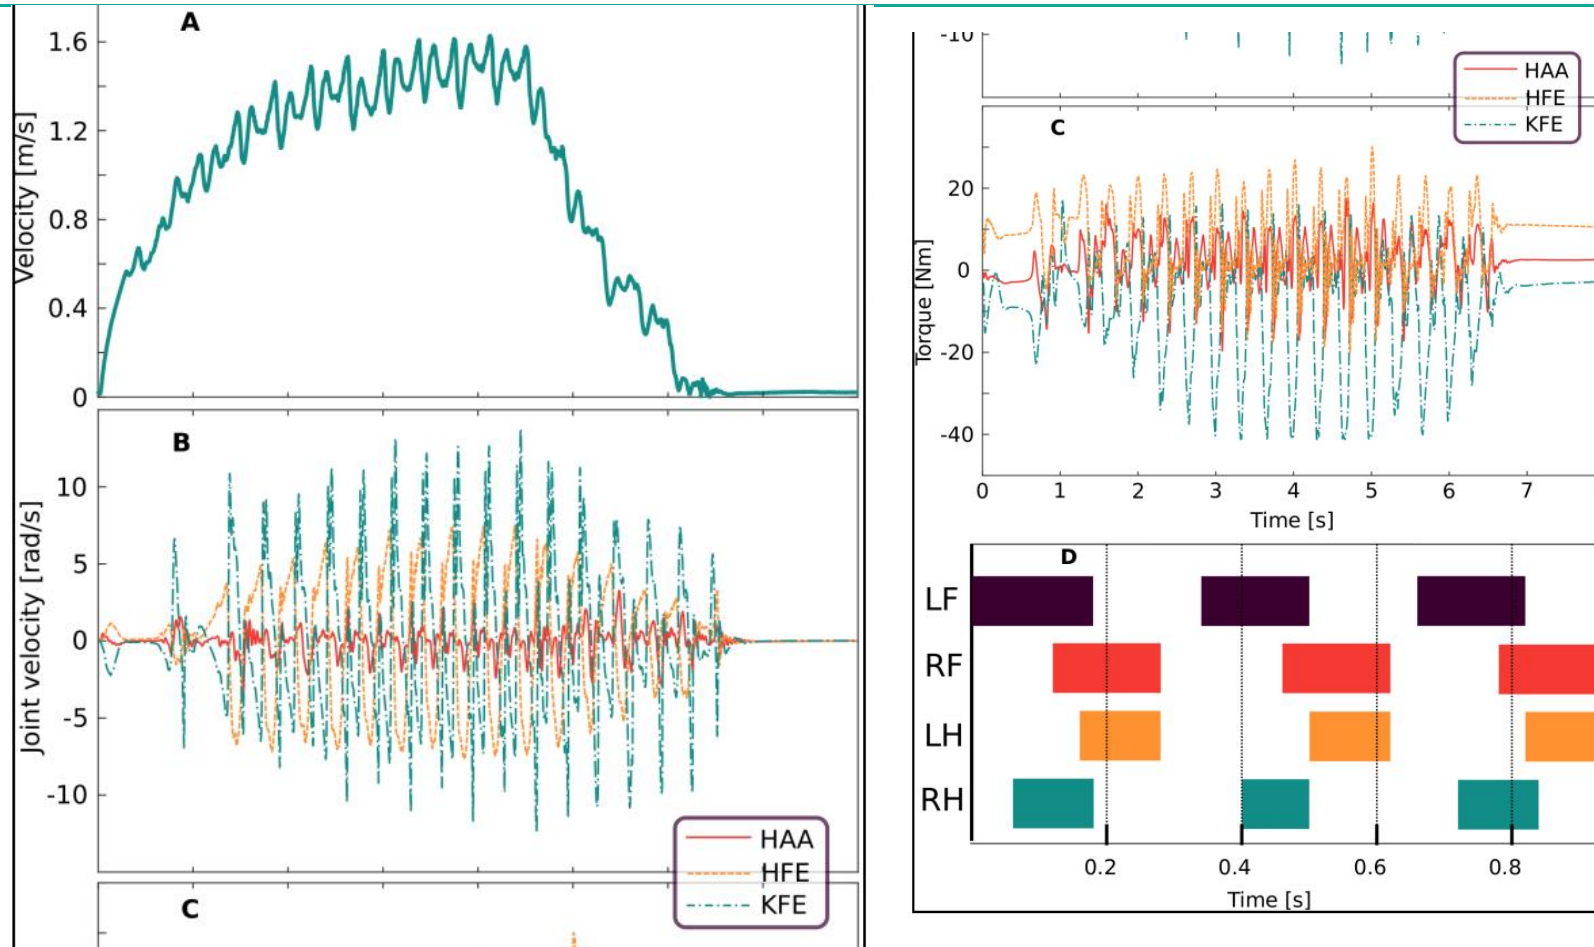 A
1.6
1.2
0.8
0.4
0
Velocity [m/s]
B
10
5
0
-5
-10
Joint velocity [rad/s]
HAA
HFE
KFE
C
-10
HAA
HFE
KFE
C
20
0
-20
-40
Torque [Nm]
0 1 2 3 4 5 6 7
Time [s]
D
LF
RF
LH
RH
0.2 0.4 0.6 0.8
Time [s]